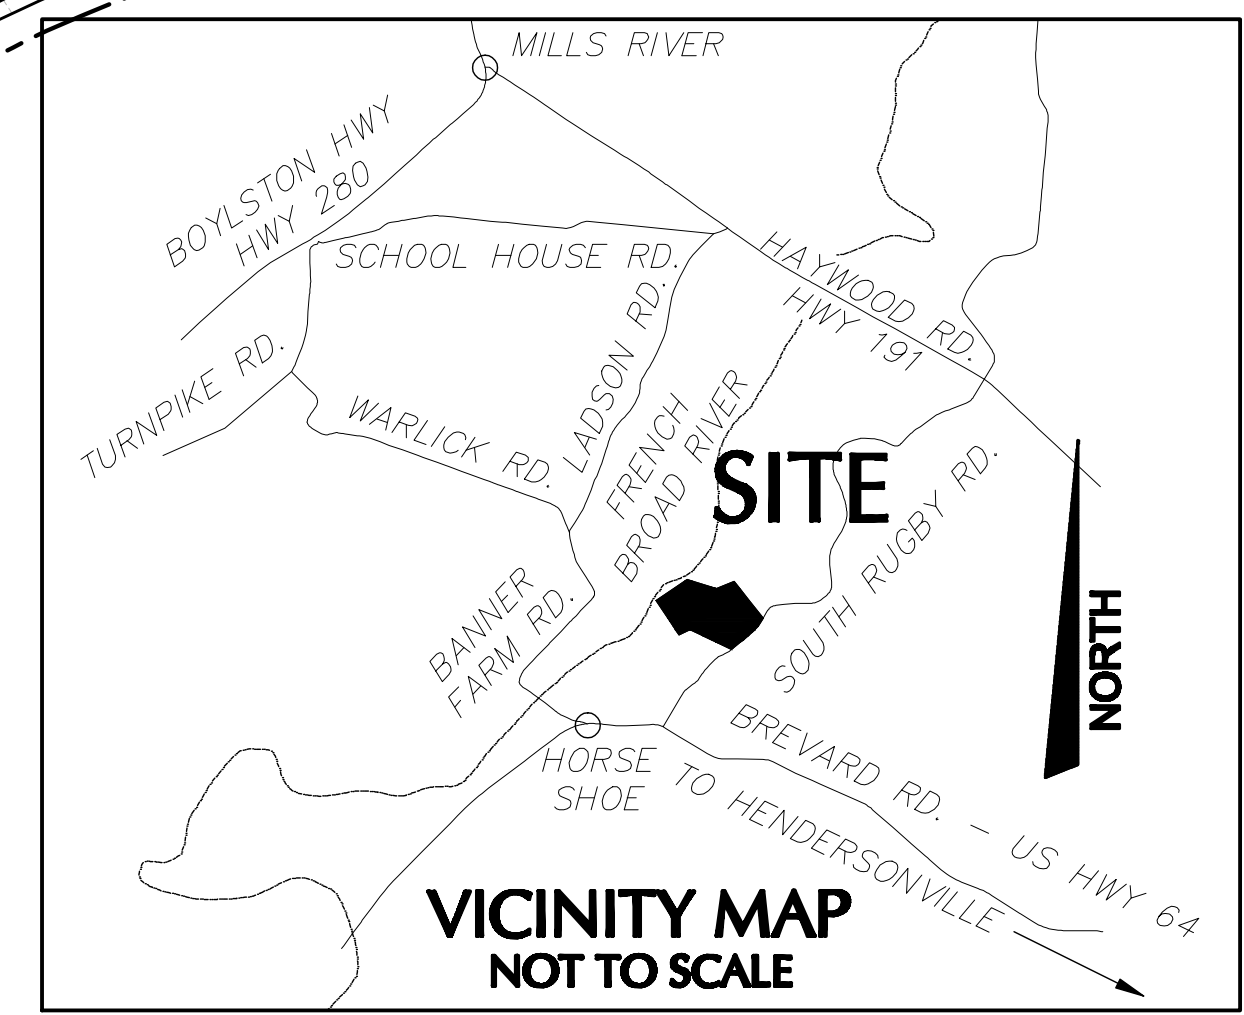 MILLS RIVER
BOYLSTON HWY
HWY 280
SCHOOL HOUSE RD.
HAYWOOD RD.
HWY 191
TURNPIKE RD.
WARLICK RD.
LADSON RD.
FRENCH
BROAD RIVER
SITE
SOUTH RUGBY RD.
BANNER
FARM RD.
NORTH
HORSE
SHOE
BREVARD RD. - US HWY 64
TO HENDERSONVILLE
VICINITY MAP
NOT TO SCALE